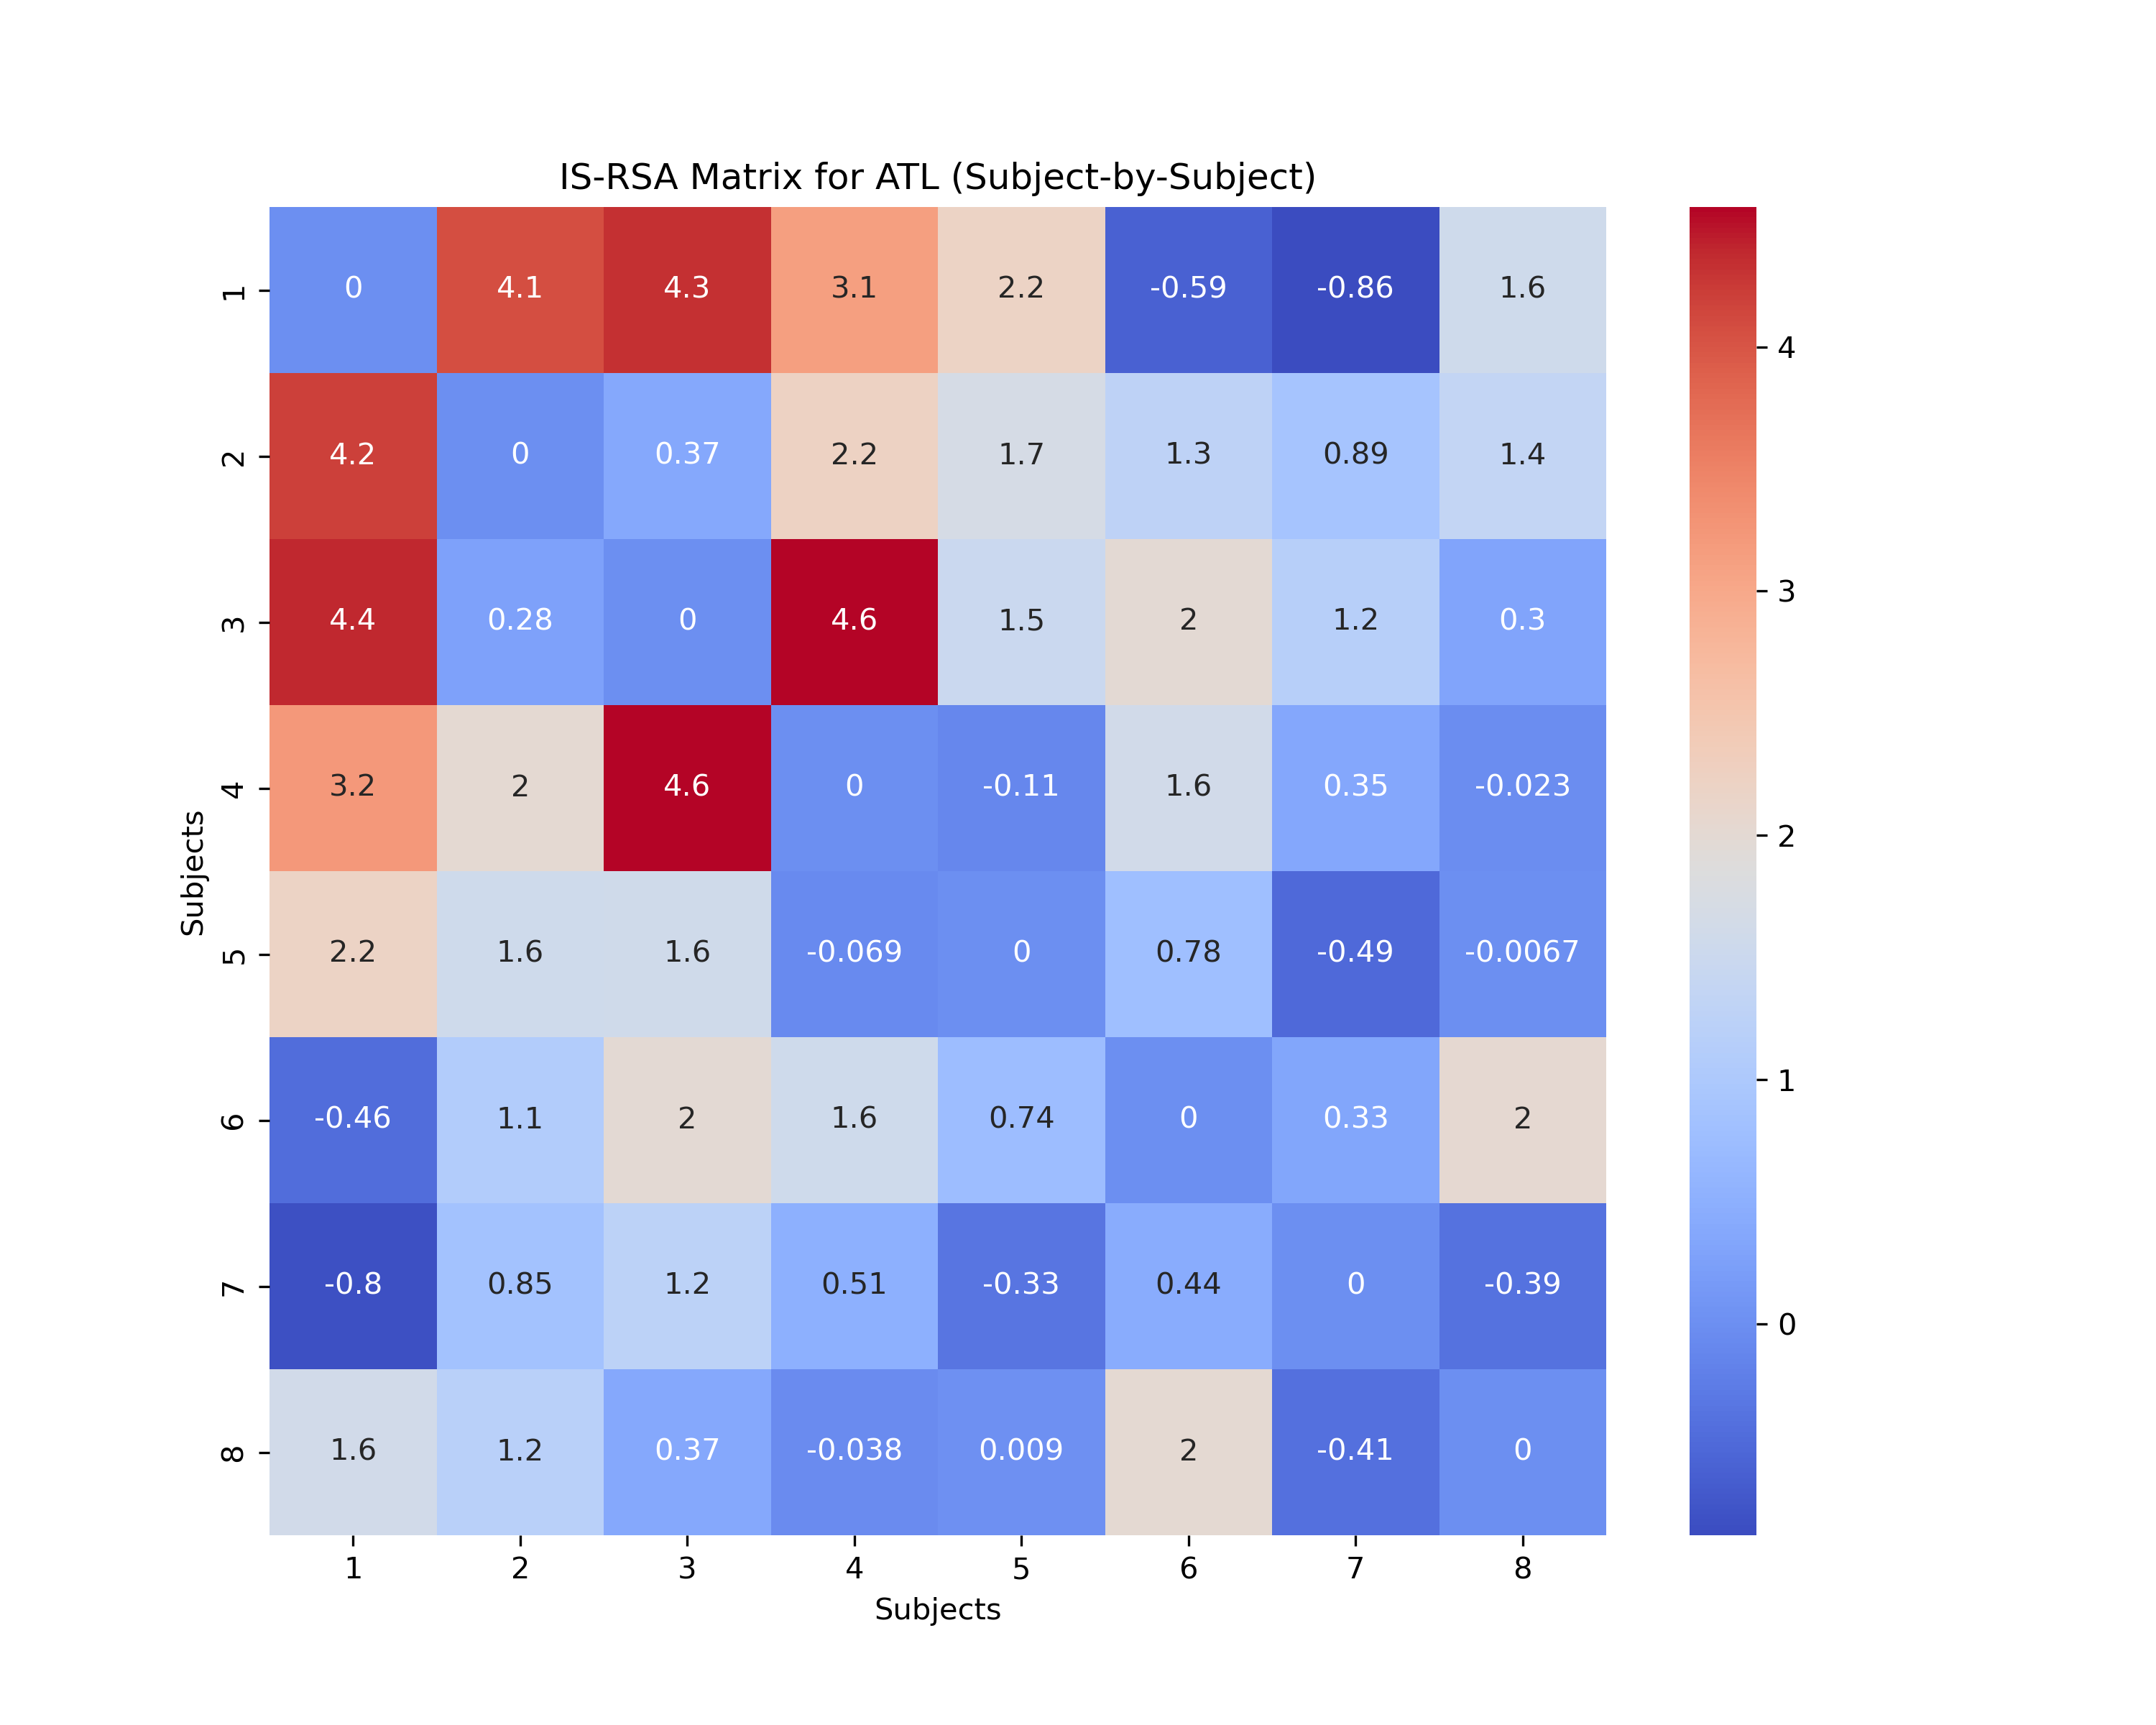 IS-RSA Matrix for ATL (Subject-by-Subject)
1 0 4.1 4.3 3.1 2.2 -0.59 -0.86 1.6
2 4.2 0 0.37 2.2 1.7 1.3 0.89 1.4
3 4.4 0.28 0 4.6 1.5 2 1.2 0.3
4 3.2 2 4.6 0 -0.11 1.6 0.35 -0.023
5 2.2 1.6 1.6 -0.069 0 0.78 -0.49 -0.0067
6 -0.46 1.1 2 1.6 0.74 0 0.33 2
7 -0.8 0.85 1.2 0.51 -0.33 0.44 0 -0.39
8 1.6 1.2 0.37 -0.038 0.009 2 -0.41 0
1 2 3 4 5 6 7 8
Subjects
Subjects
4
3
2
1
0